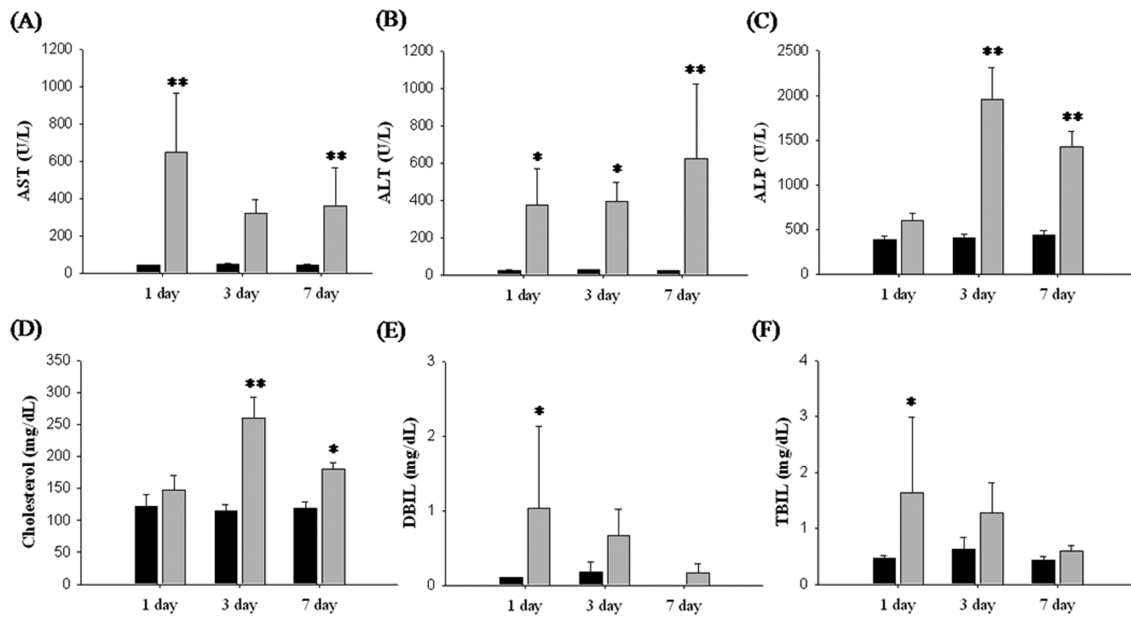 (A)
AST (U/L)
1200
1000
800
600
400
200
0
**
**
1 day 3 day 7 day
(B)
ALT (U/L)
1200
1000
800
600
400
200
0
*
*
**
1 day 3 day 7 day
(C)
ALP (U/L)
2500
2000
1500
1000
500
0
**
**
1 day 3 day 7 day
(D)
Cholesterol (mg/dL)
350
300
250
200
150
100
50
0
**
*
1 day 3 day 7 day
(E)
DBIL (mg/dL)
3
2
1
0
*
1 day 3 day 7 day
(F)
TBIL (mg/dL)
4
3
2
1
0
*
1 day 3 day 7 day